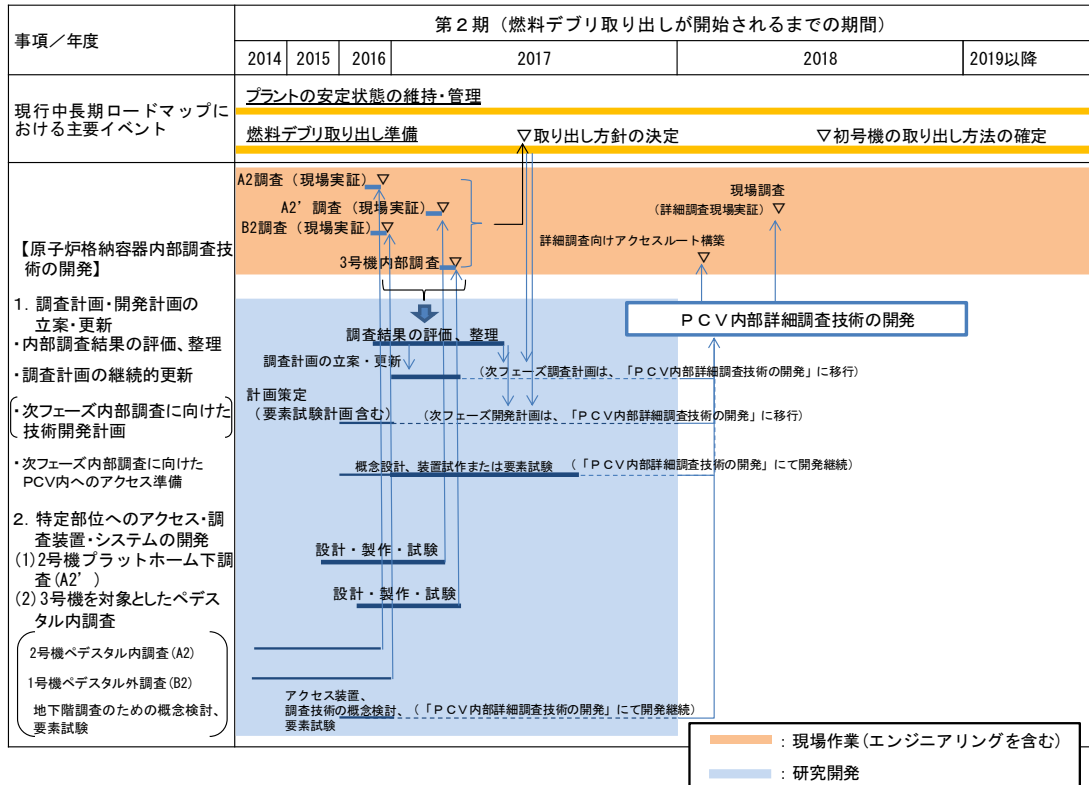 事項／年度
第２期（燃料デブリ取り出しが開始されるまでの期間）
2014
2015
2016
2017
2018
2019以降
現行中長期ロードマップに
おける主要イベント
プラントの安定状態の維持・管理
燃料デブリ取り出し準備
▽取り出し方針の決定
▽初号機の取出し方法の確定
A2調査（現場実証）▽
A2’調査（現場実証）▽
B2調査（現場実証）▽
3号機内部調査 ▽
現場調査
（詳細調査現場実証）▽
詳細調査向けアクセスルート構築
▽
【原子炉格納容器内部調査技
術の開発】
１．調査計画・開発計画の
立案・更新
・内部調査結果の評価、整理
・調査計画の継続的更新
・次フェーズ内部調査に向けた
技術開発計画
・次フェーズ内部調査に向けた
PCV内へのアクセス準備
ＰＣＶ内部詳細調査技術の開発
調査結果の評価、整理
調査計画の立案・更新
（次フェーズ調査計画は、「ＰＣＶ内部詳細調査技術の開発」に移行）
計画策定
（要素試験計画含む）
（次フェーズ開発計画は、「ＰＣＶ内部詳細調査技術の開発」に移行）
概念設計、装置試作または要素試験
（「ＰＣＶ内部詳細調査技術の開発」にて開発継続）
２．特定部位へのアクセス・調
査装置・システムの開発
(1)2号機プラットホーム下調
査(A2’)
(2)3号機を対象としたペデス
タル内調査
設計・製作・試験
設計・製作・試験
2号機ペデスタル内調査(A2)
1号機ペデスタル外調査(B2)
地下階調査のための概念検討、
要素試験
アクセス装置、
調査技術の概念検討、
要素試験
（「ＰＣＶ内部詳細調査技術の開発」にて開発継続）
：現場作業（エンジニアリングを含む）
：研究開発